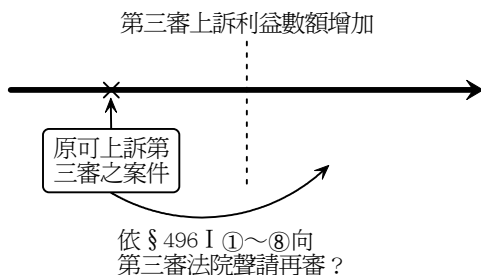 第三審上訴利益數額增加
原可上訴第
三審之案件
依§496Ⅰ①～⑧向
第三審法院聲請再審？